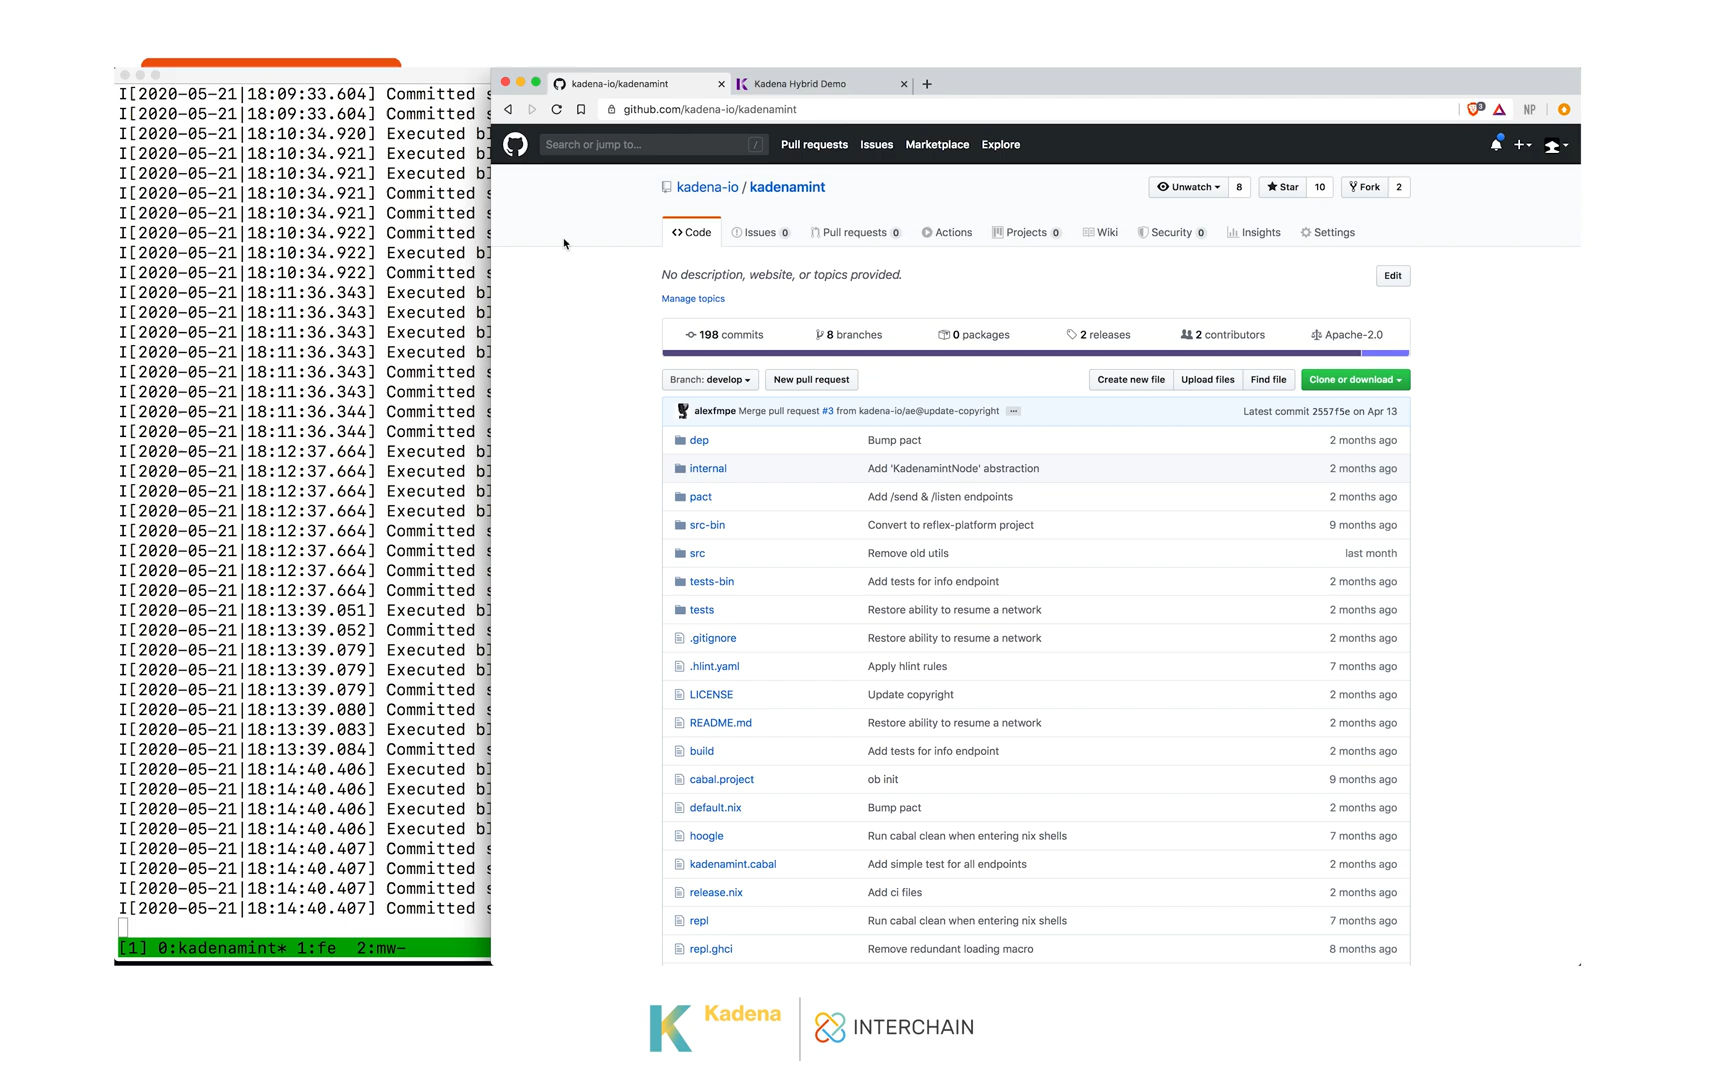 I[2020-05-21|18:09:33.604] Committed s
I[2020-05-21|18:09:33.604] Committed s
I[2020-05-21|18:10:34.920] Executed bl
I[2020-05-21|18:10:34.921] Executed bl
I[2020-05-21|18:10:34.921] Executed bl
I[2020-05-21|18:10:34.921] Committed s
I[2020-05-21|18:10:34.921] Committed s
I[2020-05-21|18:10:34.922] Committed s
I[2020-05-21|18:10:34.922] Executed bl
I[2020-05-21|18:10:34.922] Committed s
I[2020-05-21|18:11:36.343] Executed bl
I[2020-05-21|18:11:36.343] Executed bl
I[2020-05-21|18:11:36.343] Executed bl
I[2020-05-21|18:11:36.343] Committed s
I[2020-05-21|18:11:36.343] Committed s
I[2020-05-21|18:11:36.343] Committed s
I[2020-05-21|18:11:36.344] Executed bl
I[2020-05-21|18:11:36.344] Committed s
I[2020-05-21|18:12:37.664] Executed bl
I[2020-05-21|18:12:37.664] Executed bl
I[2020-05-21|18:12:37.664] Executed bl
I[2020-05-21|18:12:37.664] Executed bl
I[2020-05-21|18:12:37.664] Committed s
I[2020-05-21|18:12:37.664] Committed s
I[2020-05-21|18:12:37.664] Committed s
I[2020-05-21|18:12:37.664] Committed s
I[2020-05-21|18:13:39.051] Executed bl
I[2020-05-21|18:13:39.052] Committed s
I[2020-05-21|18:13:39.079] Executed bl
I[2020-05-21|18:13:39.079] Executed bl
I[2020-05-21|18:13:39.079] Committed s
I[2020-05-21|18:13:39.080] Committed s
I[2020-05-21|18:13:39.083] Executed bl
I[2020-05-21|18:13:39.084] Committed s
I[2020-05-21|18:14:40.406] Executed bl
I[2020-05-21|18:14:40.406] Executed bl
I[2020-05-21|18:14:40.406] Executed bl
I[2020-05-21|18:14:40.406] Executed bl
I[2020-05-21|18:14:40.407] Committed s
I[2020-05-21|18:14:40.407] Committed s
I[2020-05-21|18:14:40.407] Committed s
I[2020-05-21|18:14:40.407] Committed s
[1] 0:kadenamint* 1:fe 2:mw-
kadena-io/kadenamint Kadena Hybrid Demo
github.com/kadena-io/kadenamint 3 NP
Search or jump to... / Pull requests Issues Marketplace Explore
kadena-io / kadenamint Unwatch 8 Star 10 Fork 2
Code Issues 0 Pull requests 0 Actions Projects 0 Wiki Security 0 Insights Settings
No description, website, or topics provided. Edit
Manage topics
198 commits 8 branches 0 packages 2 releases 2 contributors Apache-2.0
Branch: develop New pull request Create new file Upload files Find file Clone or download
alexfmpe Merge pull request #3 from kadena-io/ae@update-copyright ... Latest commit 2557f5e on Apr 13
dep Bump pact 2 months ago
internal Add 'KadenamintNode' abstraction 2 months ago
pact Add /send & /listen endpoints 2 months ago
src-bin Convert to reflex-platform project 9 months ago
src Remove old utils last month
tests-bin Add tests for info endpoint 2 months ago
tests Restore ability to resume a network 2 months ago
.gitignore Restore ability to resume a network 2 months ago
.hlint.yaml Apply hlint rules 7 months ago
LICENSE Update copyright 2 months ago
README.md Restore ability to resume a network 2 months ago
build Add tests for info endpoint 2 months ago
cabal.project ob init 9 months ago
default.nix Bump pact 2 months ago
hoogle Run cabal clean when entering nix shells 7 months ago
kadenamint.cabal Add simple test for all endpoints 2 months ago
release.nix Add ci files 2 months ago
repl Run cabal clean when entering nix shells 7 months ago
repl.ghci Remove redundant loading macro 8 months ago
Kadena INTERCHAIN